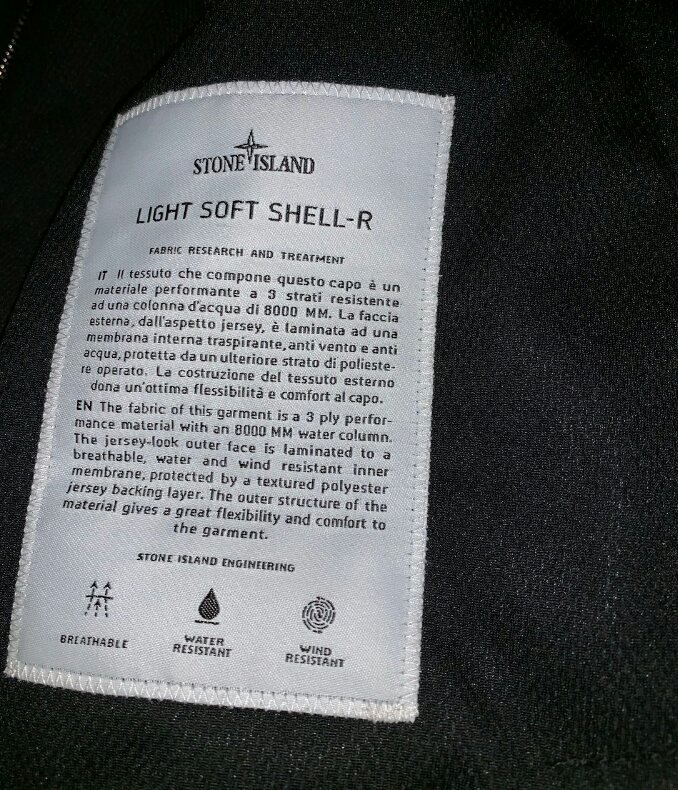 STONE ISLAND
LIGHT SOFT SHELL-R
FABRIC RESEARCH AND TREATMENT
IT Il tessuto che compone questo capo è un
materiale performante a 3 strati resistente
ad una colonna d'acqua di 8000 MM. La faccia
esterna, dall'aspetto jersey, è laminata ad una
membrana interna traspirante, anti vento e anti
acqua, protetta da un ulteriore strato di polieste-
re operato. La costruzione del tessuto esterno
dona un'ottima flessibilità e comfort al capo.
EN The fabric of this garment is a 3 ply perfor-
mance material with an 8000 MM water column.
The jersey-look outer face is laminated to a
breathable, water and wind resistant inner
membrane, protected by a textured polyester
jersey backing layer. The outer structure of the
material gives a great flexibility and comfort to
the garment.
STONE ISLAND ENGINEERING
BREATHABLE
WATER
RESISTANT
WIND
RESISTANT